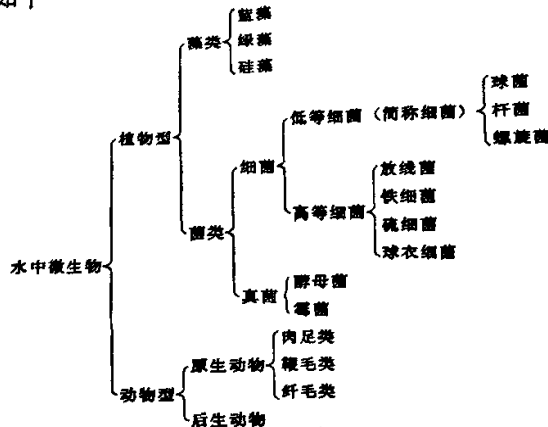 如下
蓝藻
藻类
绿藻
硅藻
植物型
低等细菌（简称细菌）
球菌
杆菌
螺旋菌
细菌
高等细菌
放线菌
铁细菌
硫细菌
球衣细菌
菌类
真菌
酵母菌
霉菌
水中微生物
动物型
原生动物
肉足类
鞭毛类
纤毛类
后生动物